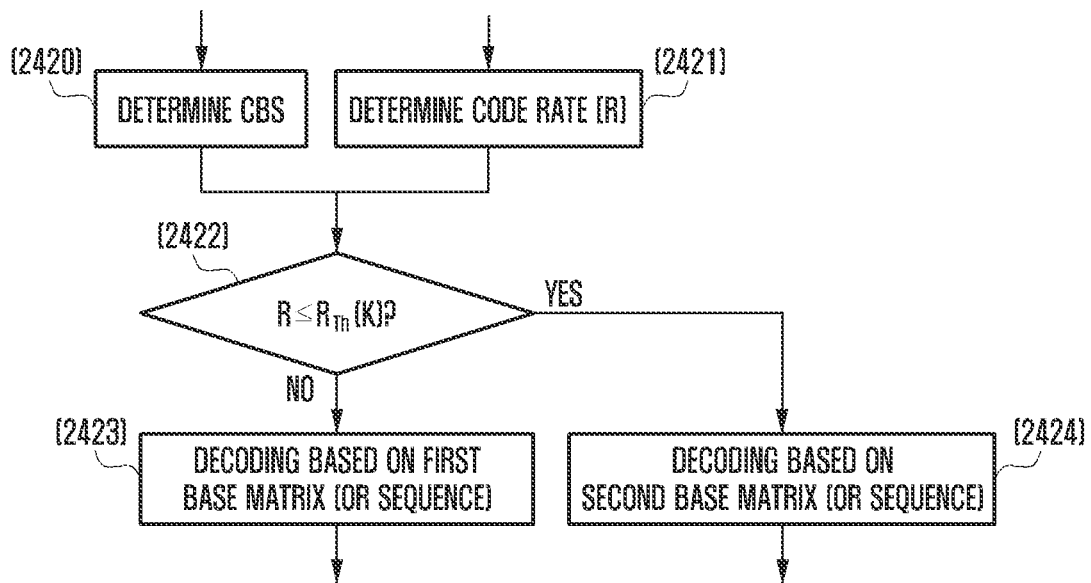 (2420)
DETERMINE CBS
DETERMINE CODE RATE (R)
(2421)
(2422)
R ≤ R_Th (K)?
YES
NO
(2423)
DECODING BASED ON FIRST
BASE MATRIX (OR SEQUENCE)
DECODING BASED ON
SECOND BASE MATRIX (OR SEQUENCE)
(2424)